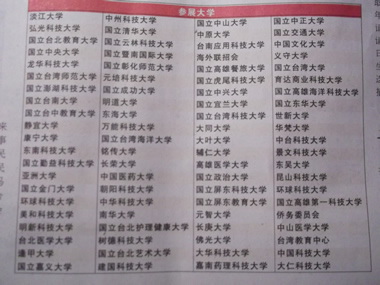 参展大学
淡江大学
弘光科技大学
国立台北教育大学
国立中央大学
龙华科技大学
国立台湾师范大学
国立澎湖科技大学
国立台南大学
国立台中教育大学
静宜大学
康宁大学
东南科技大学
国立勤益科技大学
亚洲大学
国立金门大学
环球科技大学
美和科技大学
明新科技大学
台北医学大学
逢甲大学
国立嘉义大学
中州科技大学
国立清华大学
国立云林科技大学
国立暨南国际大学
国立彰化师范大学
元培科技大学
国立成功大学
明道大学
东海大学
万能科技大学
国立台湾海洋大学
铭传大学
长荣大学
中国医药大学
朝阳科技大学
中华科技大学
南华大学
国立台北护理健康大学
树德科技大学
国立台北艺术大学
建国科技大学
国立中山大学
中原大学
台南应用科技大学
海外联招会
国立高雄餐旅大学
国立虎尾科技大学
国立中兴大学
国立宜兰大学
国立台湾科技大学
大同大学
大叶大学
辅仁大学
高雄医学大学
国立政治大学
国立屏东科技大学
国立屏东教育大学
元智大学
长庚大学
佛光大学
大华科技大学
嘉南药理科技大学
国立中正大学
国立交通大学
中国文化大学
义守大学
国立台湾大学
育达商业科技大学
国立高雄海洋科技大学
国立东华大学
世新大学
华梵大学
中台科技大学
景文科技大学
东吴大学
昆山科技大学
环球科技大学
国立高雄第一科技大学
侨务委员会
中山医学大学
台湾教育中心
中国科技大学
大仁科技大学